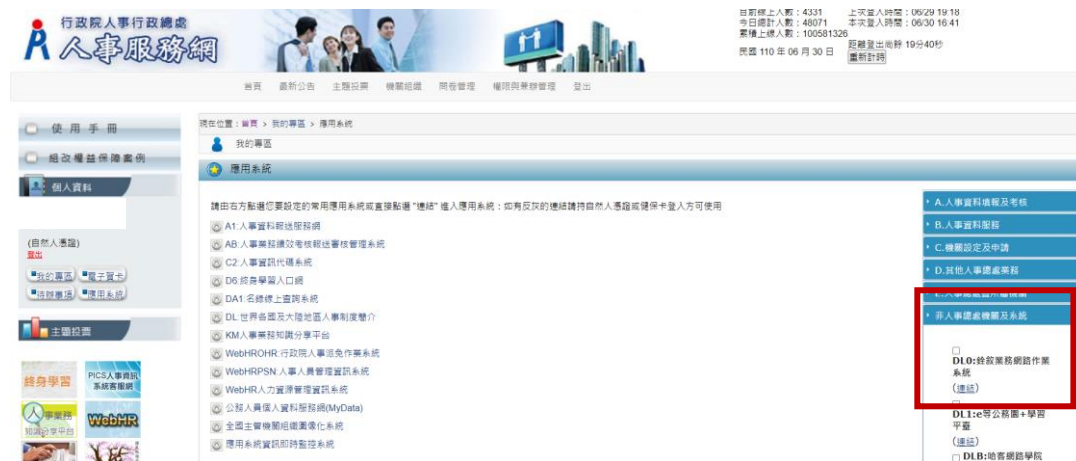 行政院人事行政總處
人事服務網
目前線上人數：4331 上次登入時間：06/29 19:18
今日總計人數：48071 本次登入時間：06/30 16:41
累積上線人數：100581326
距離登出尚餘 19分40秒
民國 110 年 06 月 30 日 重新計時
首頁 最新公告 主題投票 機關組織 問卷管理 權限與兼辦管理 登出
使用手冊
組改權益保障案例
個人資料
(自然人憑證)
登出
我的專區 電子賀卡
待辦事項 應用系統
主題投票
終身學習 PICS人事資訊系統客服網
人事業務知識分享平台 WebHR
現在位置：首頁 > 我的專區 > 應用系統
我的專區
應用系統
請由右方點選您要設定的常用應用系統或直接點選 "連結" 進入應用系統：如有反灰的連結請持自然人憑證或健保卡登入方可使用
A1:人事資料報送服務網
AB:人事業務績效考核報送審核管理系統
C2:人事資訊代碼系統
D6:終身學習入口網
DA1:名錄線上查詢系統
DL:世界各國及大陸地區人事制度簡介
KM人事業務知識分享平台
WebHROHR:行政院人事派免作業系統
WebHRPSN:人事人員管理資訊系統
WebHR人力資源管理資訊系統
公務人員個人資料服務網(MyData)
全國主管機關組織圖像化系統
應用系統資訊即時監控系統
A.人事資料填報及考核
B.人事資料服務
C.機關設定及申請
D.其他人事總處業務
非人事總處機關及系統
DL0:銓敘業務網路作業
系統
(連結)
DL1:e等公務園+學習
平臺
(連結)
DLB:哈客網路學院